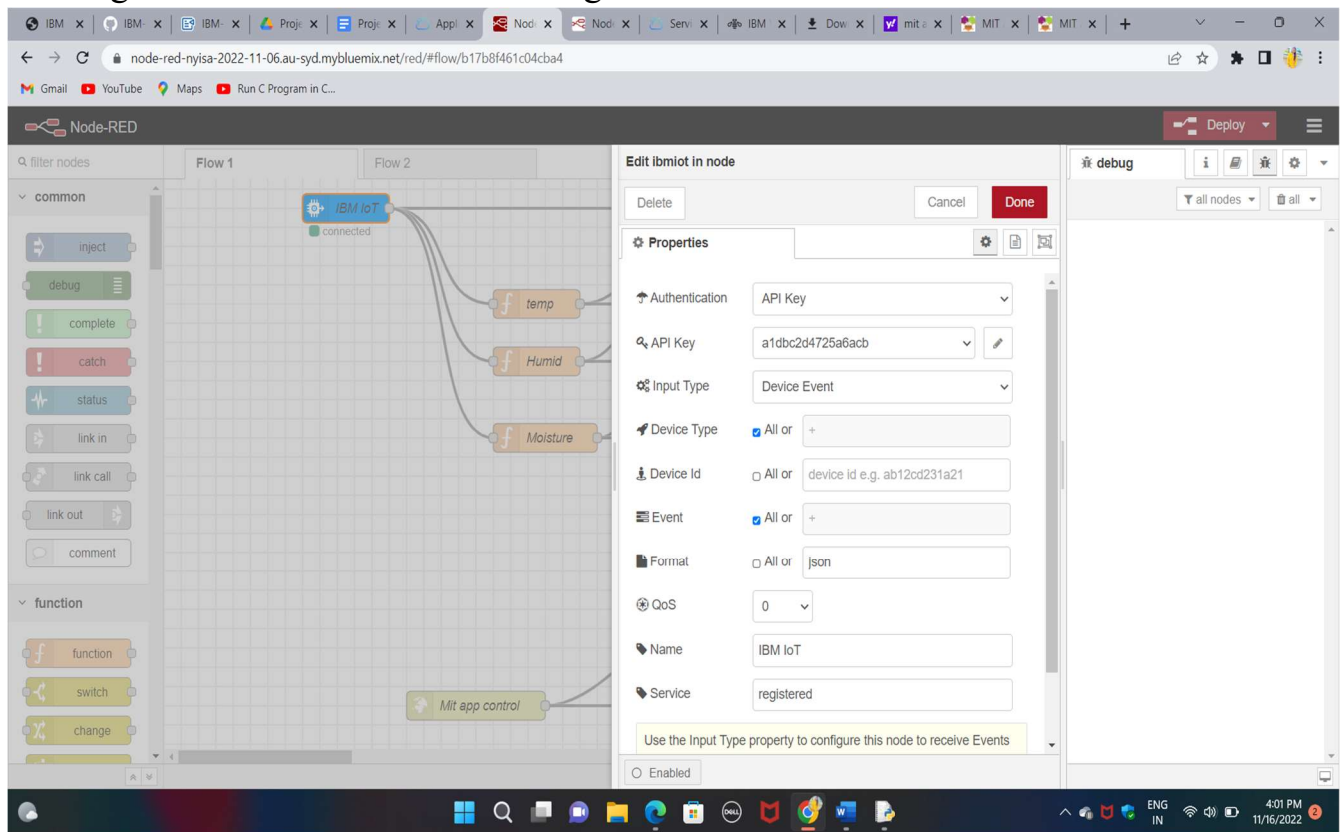 IBM
IBM-
IBM-
Proje
Proje
Appl
Node
Node
Servi
IBM
Dow
mit a
MIT
MIT
node-red-nyisa-2022-11-06.au-syd.mybluemix.net/red/#flow/b17b8f461c04cba4
Gmail YouTube Maps Run C Program in C...
Node-RED
Deploy
filter nodes
Flow 1
Flow 2
Edit ibmiot in node
debug
i
common
Delete
Cancel
Done
all nodes
all
IBM IoT
connected
Properties
inject
debug
complete
catch
status
link in
link call
link out
comment
function
function
switch
change
temp
Humid
Moisture
Mit app control
Authentication API Key
API Key a1dbc2d4725a6acb
Input Type Device Event
Device Type All or +
Device Id All or device id e.g. ab12cd231a21
Event All or +
Format All or json
QoS 0
Name IBM IoT
Service registered
Use the Input Type property to configure this node to receive Events
Enabled
DELL
ENG
IN
4:01 PM
11/16/2022
2